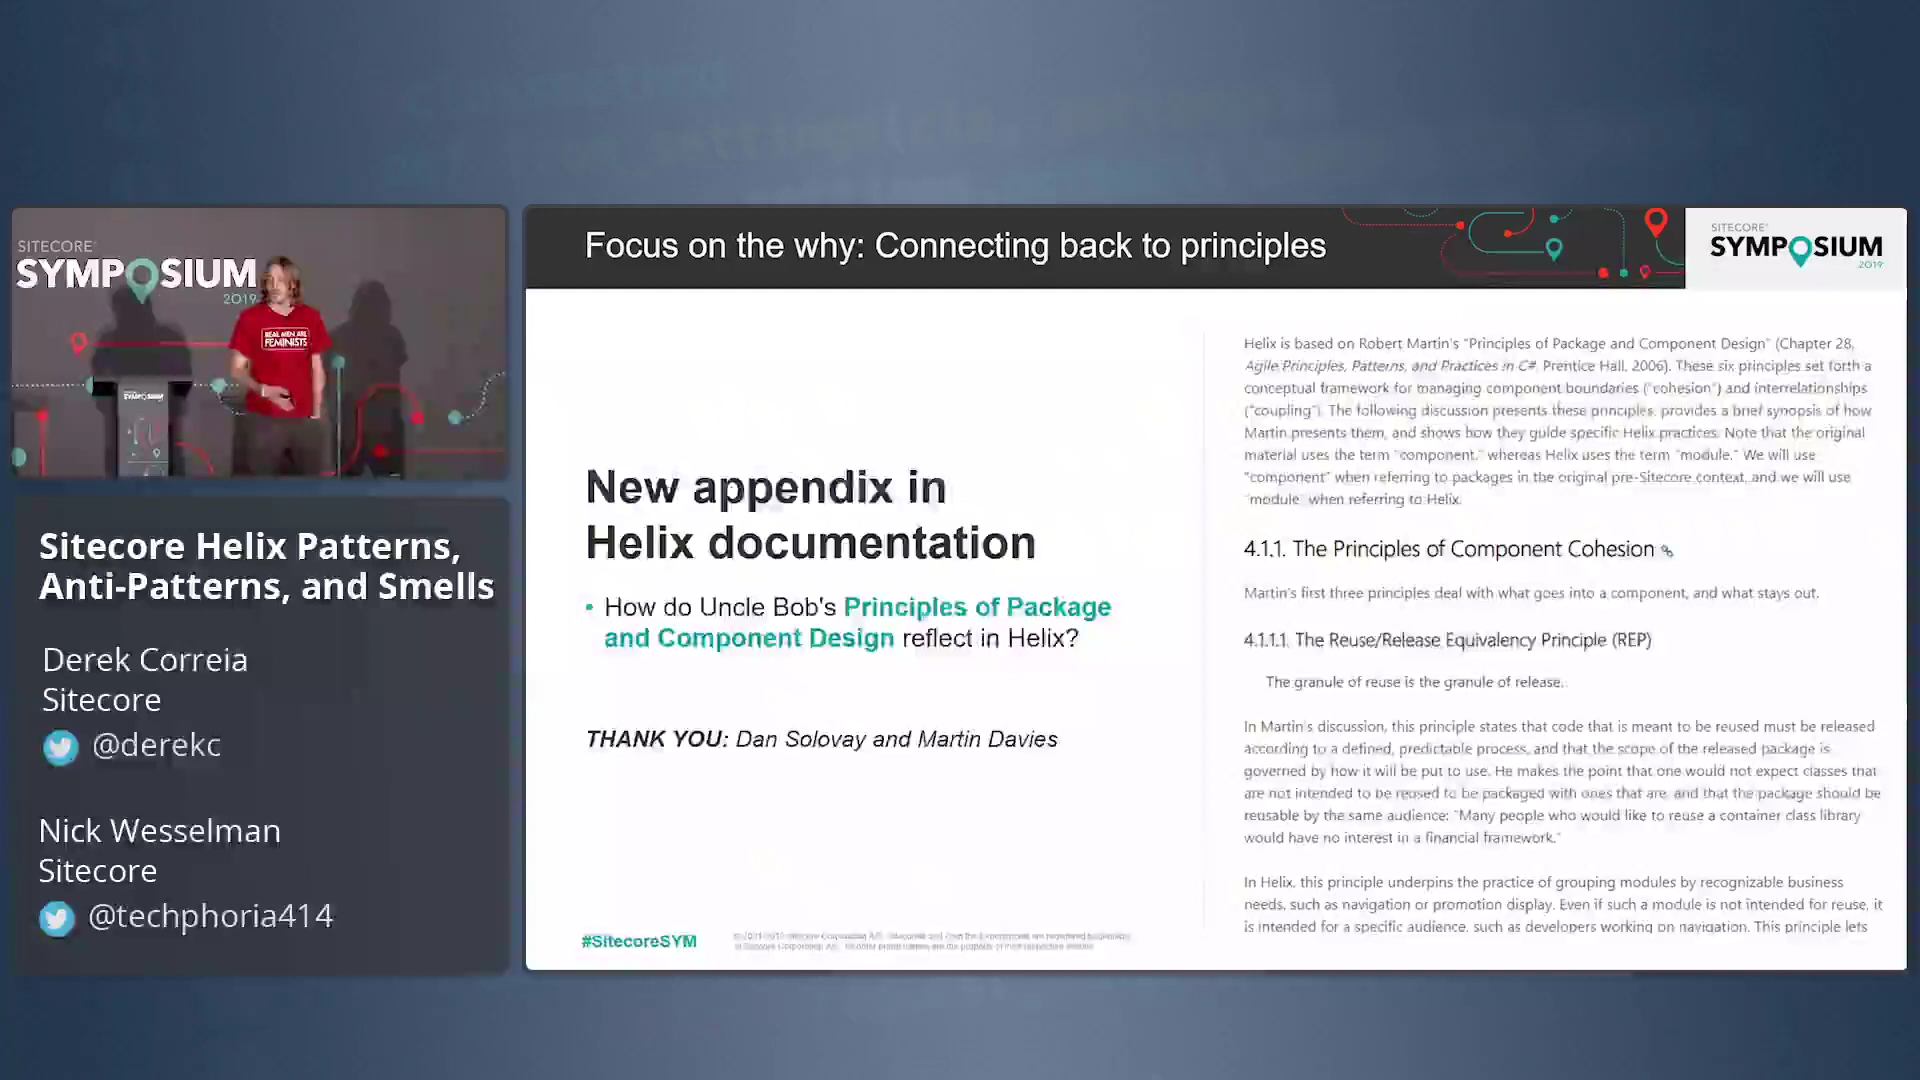 SITECORE
SYMPOSIUM
2019
REAL MEN ARE
FEMINISTS
SYMPOSIUM
Sitecore Helix Patterns,
Anti-Patterns, and Smells
Derek Correia
Sitecore
@derekc
Nick Wesselman
Sitecore
@techphoria414
Focus on the why: Connecting back to principles
SITECORE
SYMPOSIUM
2019
New appendix in
Helix documentation
• How do Uncle Bob's Principles of Package
and Component Design reflect in Helix?
THANK YOU: Dan Solovay and Martin Davies
#SitecoreSYM
Helix is based on Robert Martin's "Principles of Package and Component Design" (Chapter 28,
Agile Principles, Patterns, and Practices in C#, Prentice Hall, 2006). These six principles set forth a
conceptual framework for managing component boundaries ("cohesion") and interrelationships
("coupling"). The following discussion presents these principles, provides a brief synopsis of how
Martin presents them, and shows how they guide specific Helix practices. Note that the original
material uses the term "component," whereas Helix uses the term "module." We will use
"component" when referring to packages in the original pre-Sitecore context, and we will use
"module" when referring to Helix.
4.1.1. The Principles of Component Cohesion
Martin's first three principles deal with what goes into a component, and what stays out.
4.1.1.1. The Reuse/Release Equivalency Principle (REP)
The granule of reuse is the granule of release.
In Martin's discussion, this principle states that code that is meant to be reused must be released
according to a defined, predictable process, and that the scope of the released package is
governed by how it will be put to use. He makes the point that one would not expect classes that
are not intended to be reused to be packaged with ones that are, and that the package should be
reusable by the same audience: "Many people who would like to reuse a container class library
would have no interest in a financial framework."
In Helix, this principle underpins the practice of grouping modules by recognizable business
needs, such as navigation or promotion display. Even if such a module is not intended for reuse, it
is intended for a specific audience, such as developers working on navigation. This principle lets